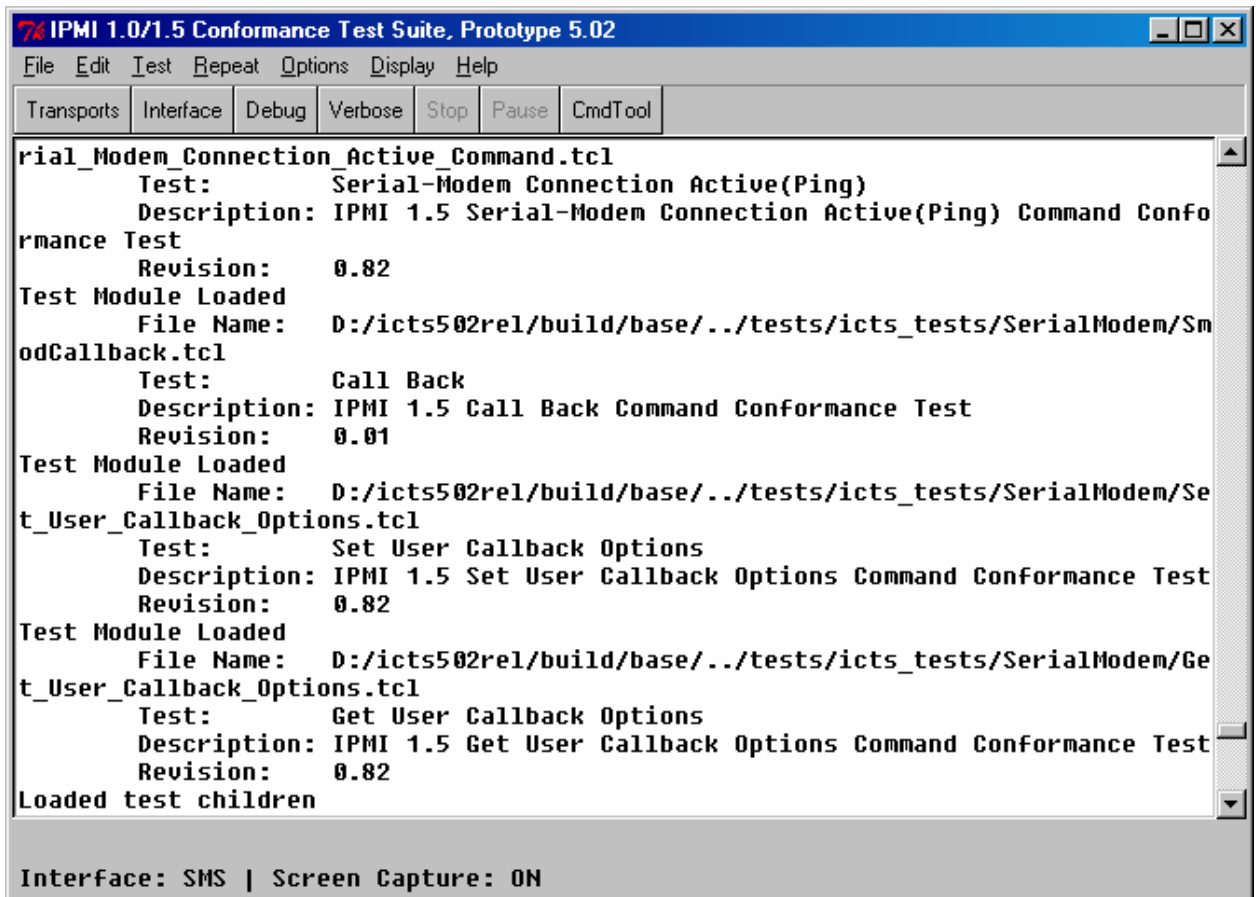 7% IPMI 1.0/1.5 Conformance Test Suite, Prototype 5.02
File Edit Test Repeat Options Display Help
Transports Interface Debug Verbose Stop Pause CmdTool
rial_Modem_Connection_Active_Command.tcl
Test: Serial-Modem Connection Active(Ping)
Description: IPMI 1.5 Serial-Modem Connection Active(Ping) Command Confo
rmance Test
Revision: 0.82
Test Module Loaded
File Name: D:/icts502rel/build/base/../tests/icts_tests/SerialModem/Sm
odCallback.tcl
Test: Call Back
Description: IPMI 1.5 Call Back Command Conformance Test
Revision: 0.01
Test Module Loaded
File Name: D:/icts502rel/build/base/../tests/icts_tests/SerialModem/Se
t_User_Callback_Options.tcl
Test: Set User Callback Options
Description: IPMI 1.5 Set User Callback Options Command Conformance Test
Revision: 0.82
Test Module Loaded
File Name: D:/icts502rel/build/base/../tests/icts_tests/SerialModem/Ge
t_User_Callback_Options.tcl
Test: Get User Callback Options
Description: IPMI 1.5 Get User Callback Options Command Conformance Test
Revision: 0.82
Loaded test children
Interface: SMS | Screen Capture: ON